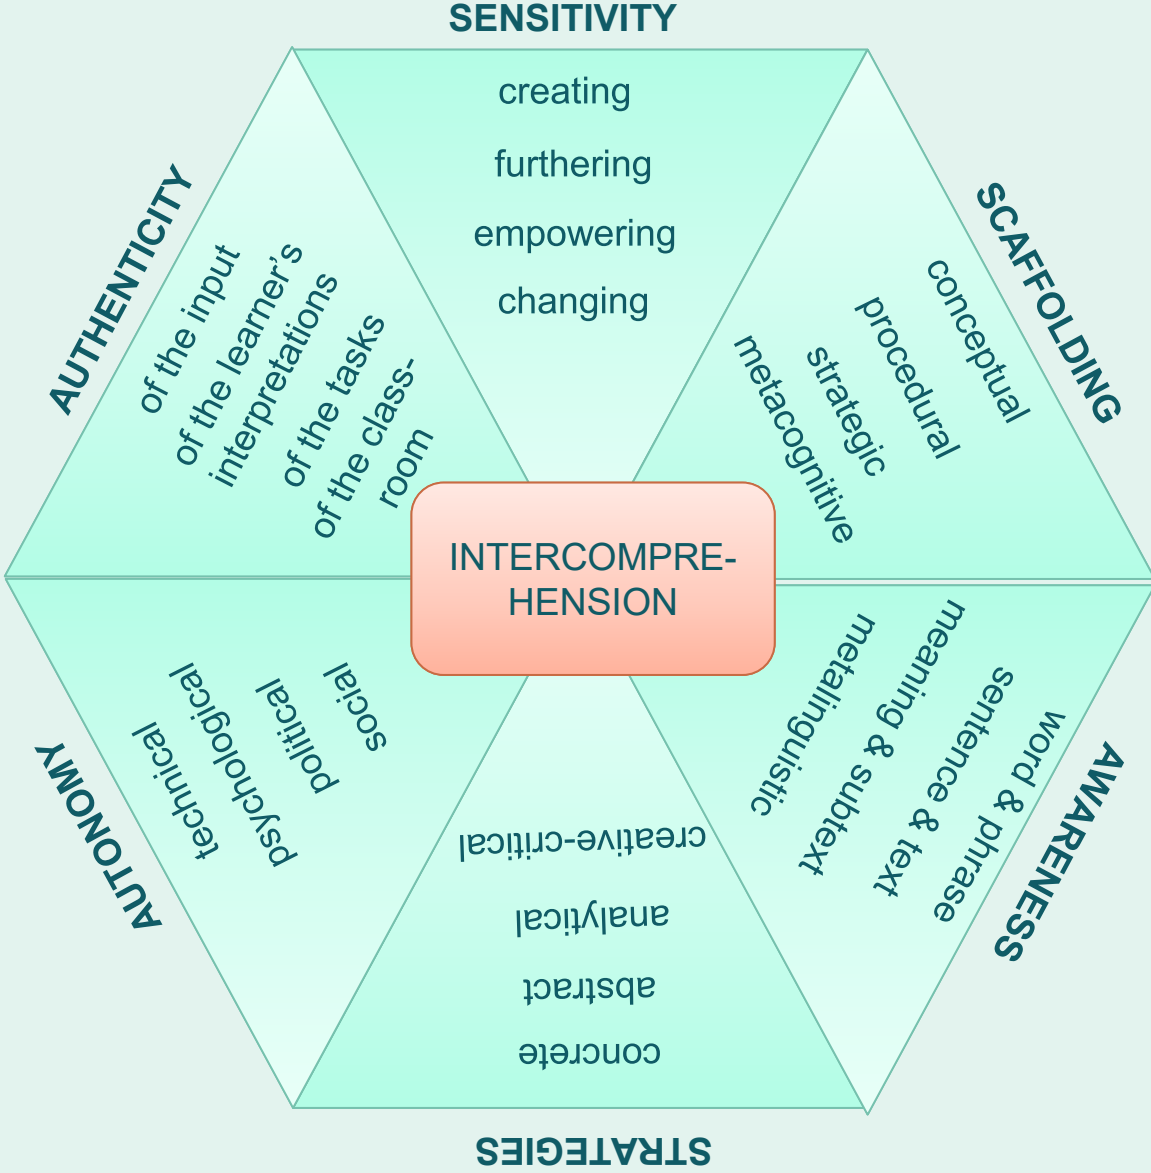 SENSITIVITY
creating
furthering
empowering
changing
SCAFFOLDING
conceptual
procedural
strategic
metacognitive
AWARENESS
word & phrase
sentence & text
meaning & subtext
metalinguistic
STRATEGIES
concrete
abstract
analytical
creative-critical
AUTONOMY
technical
psychological
political
social
AUTHENTICITY
of the input
of the learner’s
interpretations
of the tasks
of the class-
room
INTERCOMPRE-
HENSION